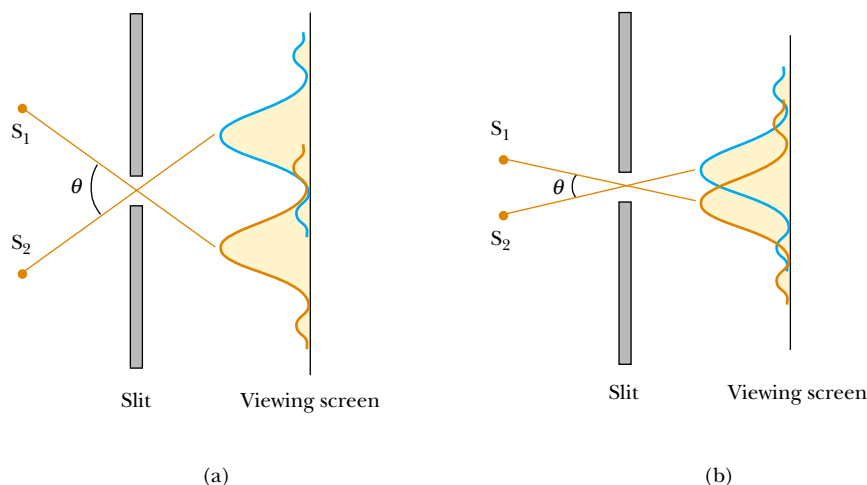 S1
θ
S2
Slit
Viewing screen
(a)
S1
θ
S2
Slit
Viewing screen
(b)